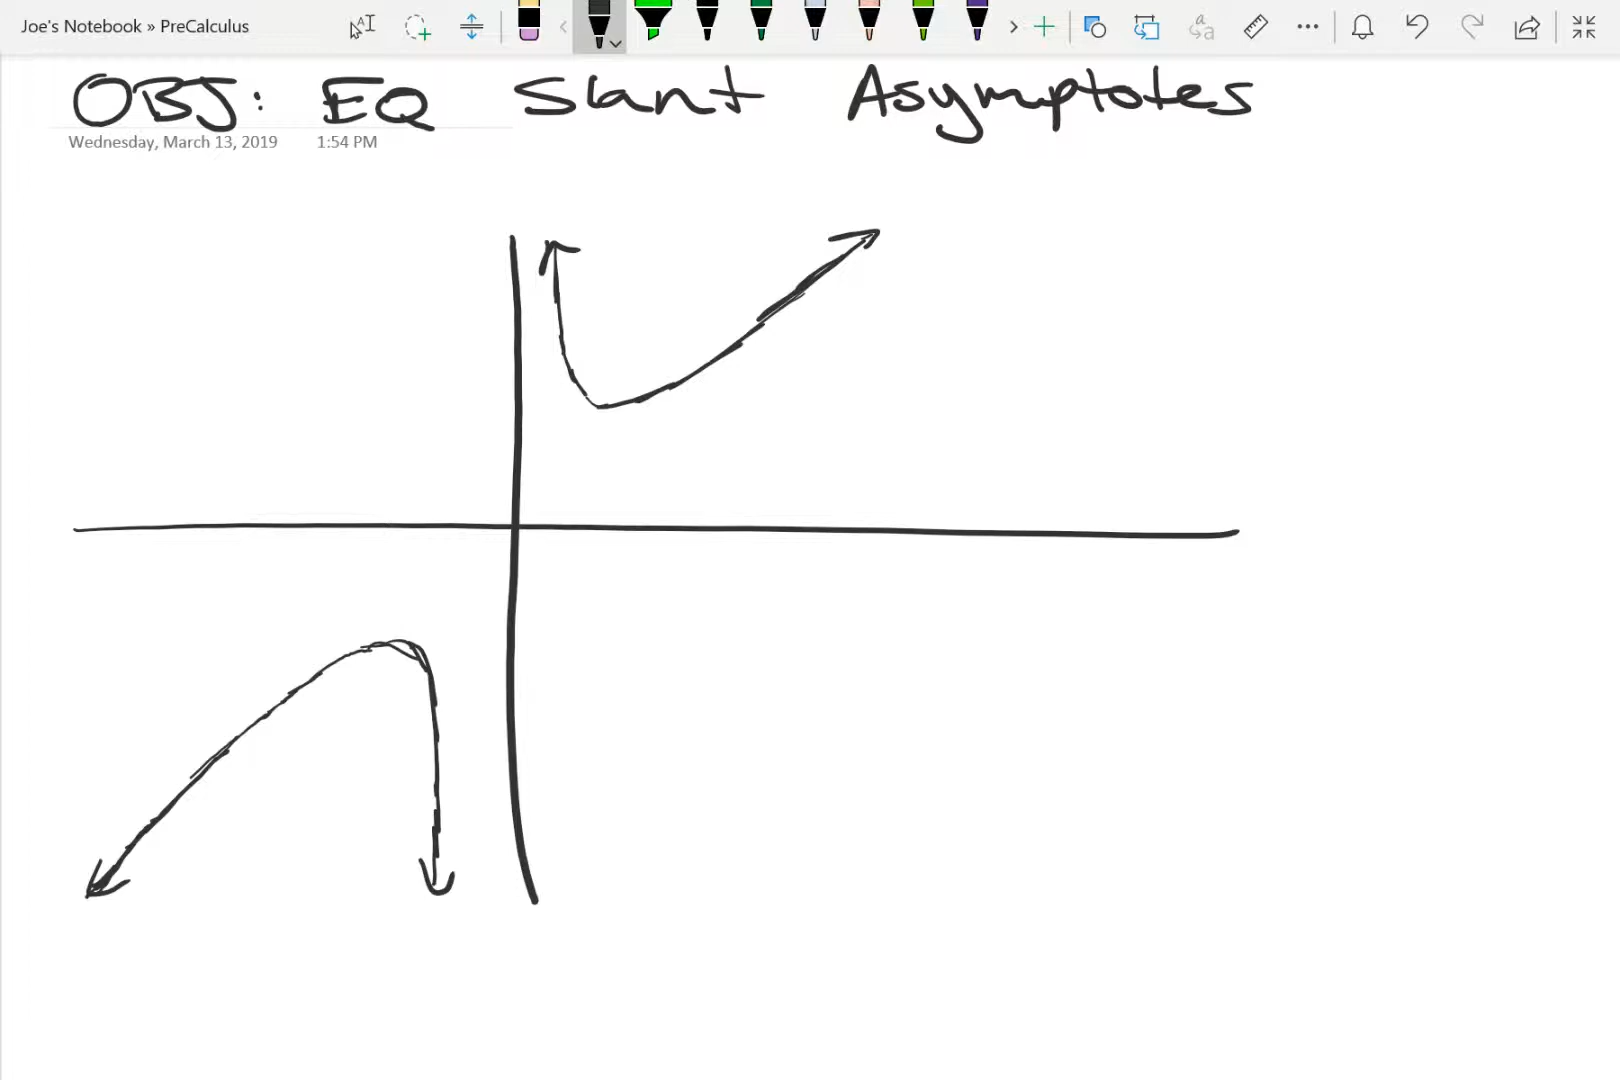 Joe's Notebook » PreCalculus
OBJ: EQ Slant Asymptotes
Wednesday, March 13, 2019 1:54 PM